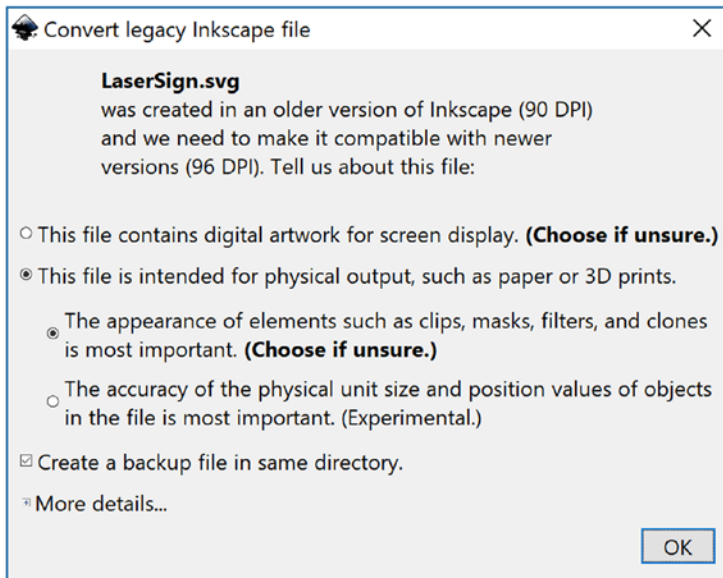 Convert legacy Inkscape file
LaserSign.svg
was created in an older version of Inkscape (90 DPI)
and we need to make it compatible with newer
versions (96 DPI). Tell us about this file:
This file contains digital artwork for screen display. (Choose if unsure.)
This file is intended for physical output, such as paper or 3D prints.
The appearance of elements such as clips, masks, filters, and clones
is most important. (Choose if unsure.)
The accuracy of the physical unit size and position values of objects
in the file is most important. (Experimental.)
Create a backup file in same directory.
More details...
OK